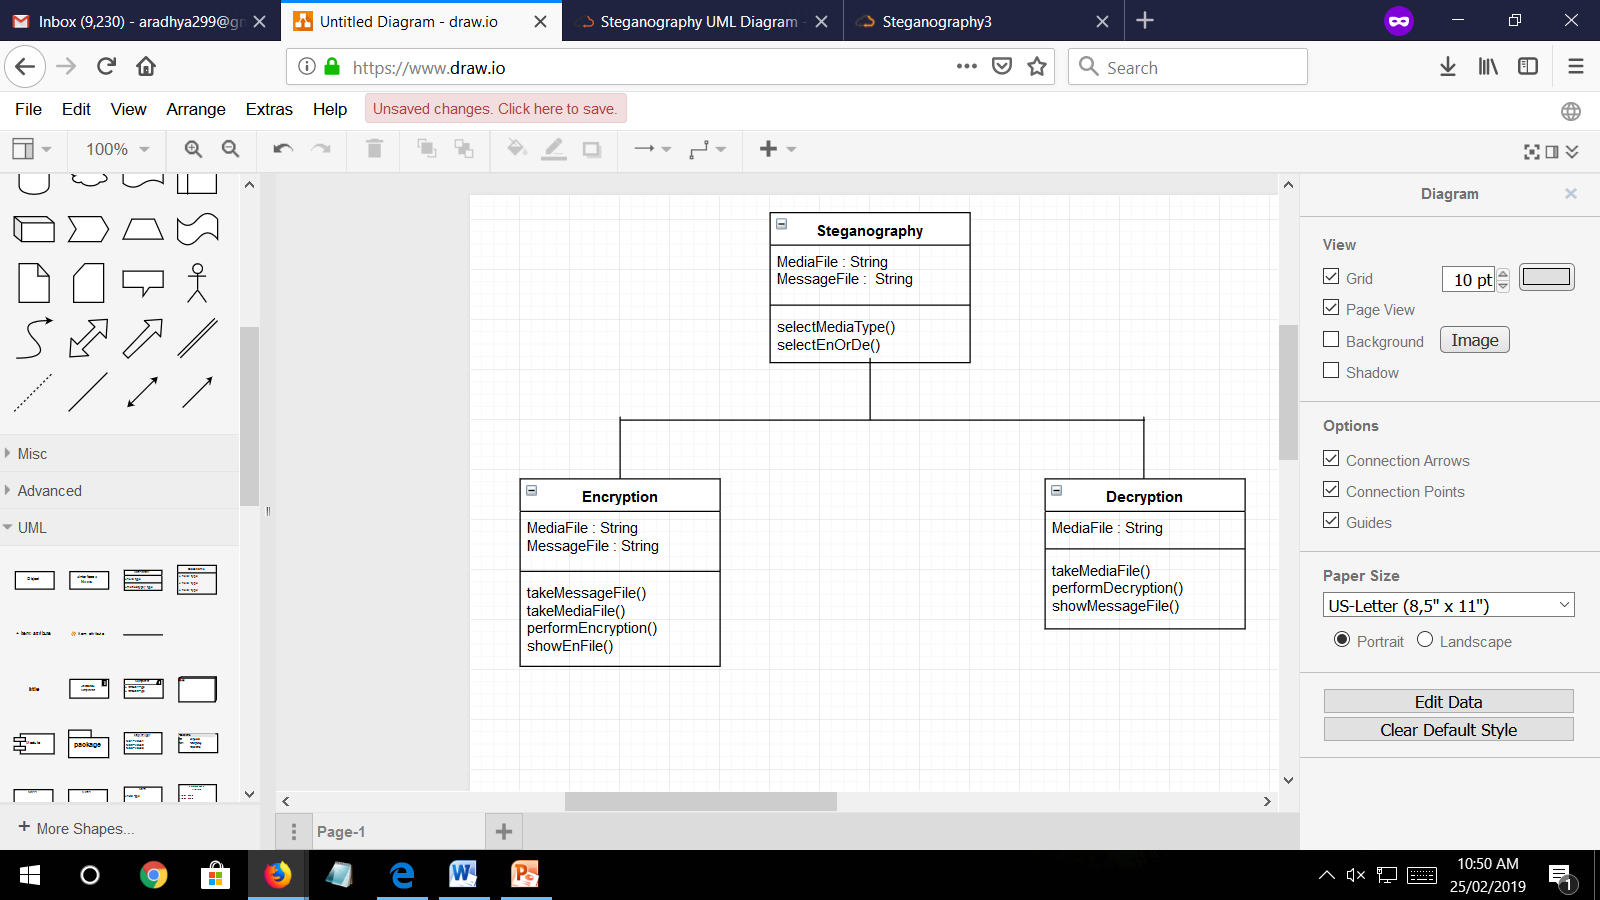 Inbox (9,230) - aradhya299@gm
Untitled Diagram - draw.io
Steganography UML Diagram -
Steganography3
https://www.draw.io
Search
File Edit View Arrange Extras Help Unsaved changes. Click here to save.
100%
Diagram
View
Grid
10 pt
Page View
Background
Image
Shadow
Options
Connection Arrows
Connection Points
Guides
Paper Size
US-Letter (8,5" x 11")
Portrait
Landscape
Edit Data
Clear Default Style
Misc
Advanced
UML
Object
package
More Shapes...
Steganography
MediaFile : String
MessageFile : String
selectMediaType()
selectEnOrDe()
Encryption
MediaFile : String
MessageFile : String
takeMessageFile()
takeMediaFile()
performEncryption()
showEnFile()
Decryption
MediaFile : String
takeMediaFile()
performDecryption()
showMessageFile()
Page-1
10:50 AM
25/02/2019
1